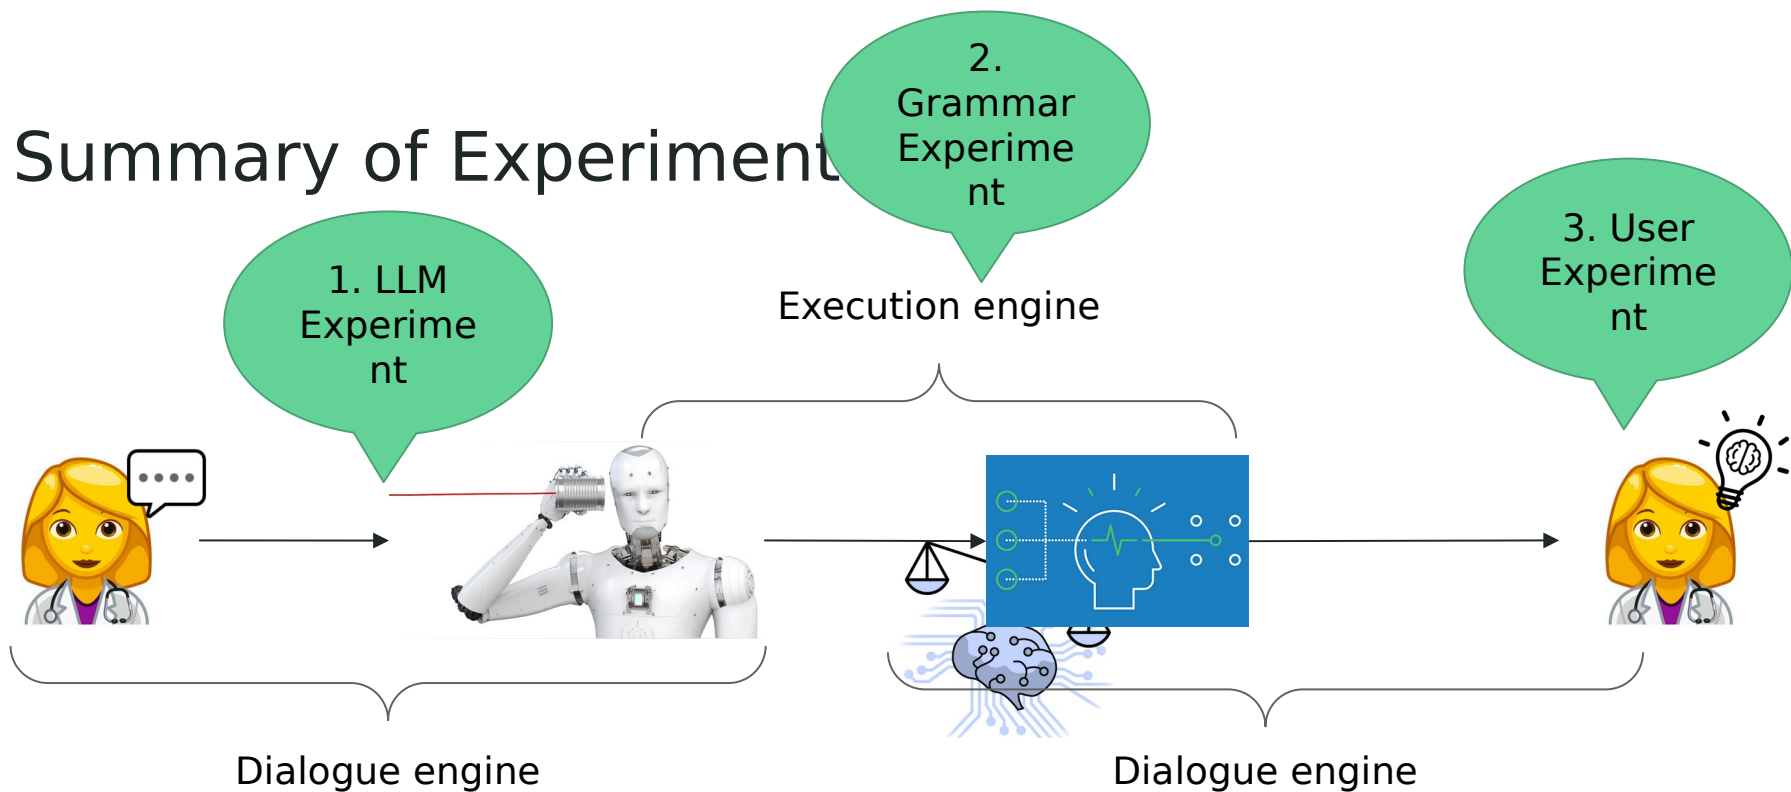 Summary of Experiment
2.
Grammar
Experime
nt
1. LLM
Experime
nt
3. User
Experime
nt
Execution engine
Dialogue engine
Dialogue engine